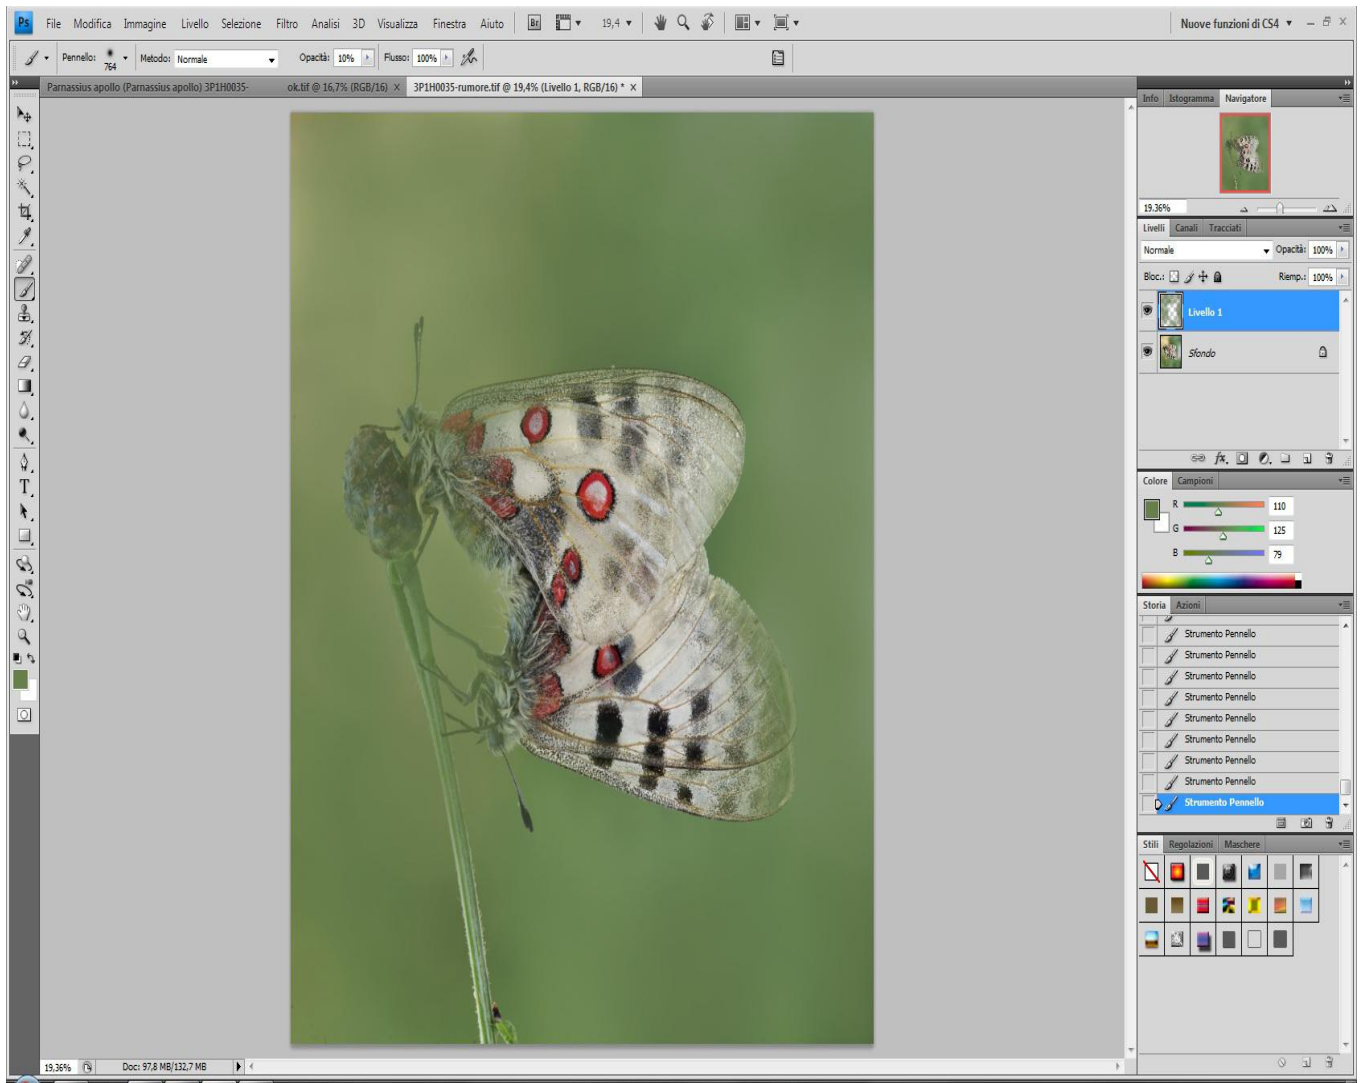 Ps File Modifica Immagine Livello Selezione Filtro Analisi 3D Visualizza Finestra Aiuto Br 19,4 Nuove funzioni di CS4
Pennello: 764 Metodo: Normale Opacità: 10% Flusso: 100%
Parnassius apollo (Parnassius apollo) 3P1H0035- ok.tif @ 16,7% (RGB/16) X 3P1H0035-rumore.tif @ 19,4% (Livello 1, RGB/16) * X
Info Istogramma Navigatore
19.36%
Livelli Canali Tracciati
Normale Opacità: 100%
Bloc.: Riemp.: 100%
Livello 1
Sfondo
fx.
Colore Campioni
R 110
G 125
B 79
Storia Azioni
Strumento Pennello
Strumento Pennello
Strumento Pennello
Strumento Pennello
Strumento Pennello
Strumento Pennello
Strumento Pennello
Strumento Pennello
Strumento Pennello
Stili Regolazioni Maschere
T
19,36% Doc: 97,8 MB/132,7 MB